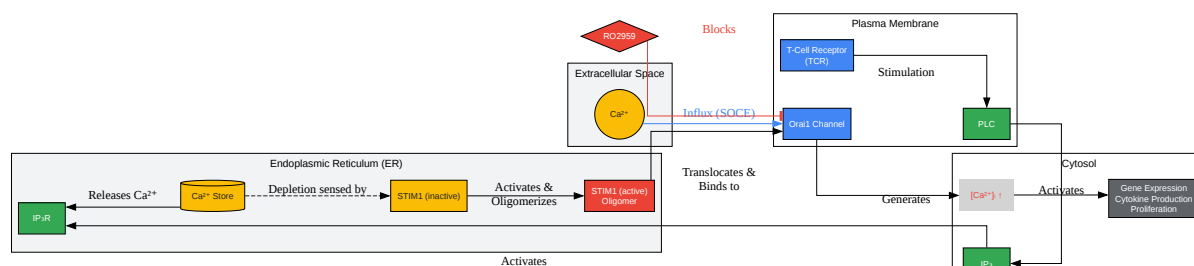 Plasma Membrane
RO2959
Blocks
T-Cell Receptor
(TCR)
Stimulation
Extracellular Space
Ca²⁺
Influx (SOCE)
Orai1 Channel
PLC
Endoplasmic Reticulum (ER)
Cytosol
Releases Ca²⁺
Ca²⁺ Store
Depletion sensed by
STIM1 (inactive)
Activates &
Oligomerizes
STIM1 (active)
Oligomer
Translocates &
Binds to
Generates
[Ca²⁺]ᵢ ↑
Activates
Gene Expression
Cytokine Production
Proliferation
IP₃R
Activates
IP₃